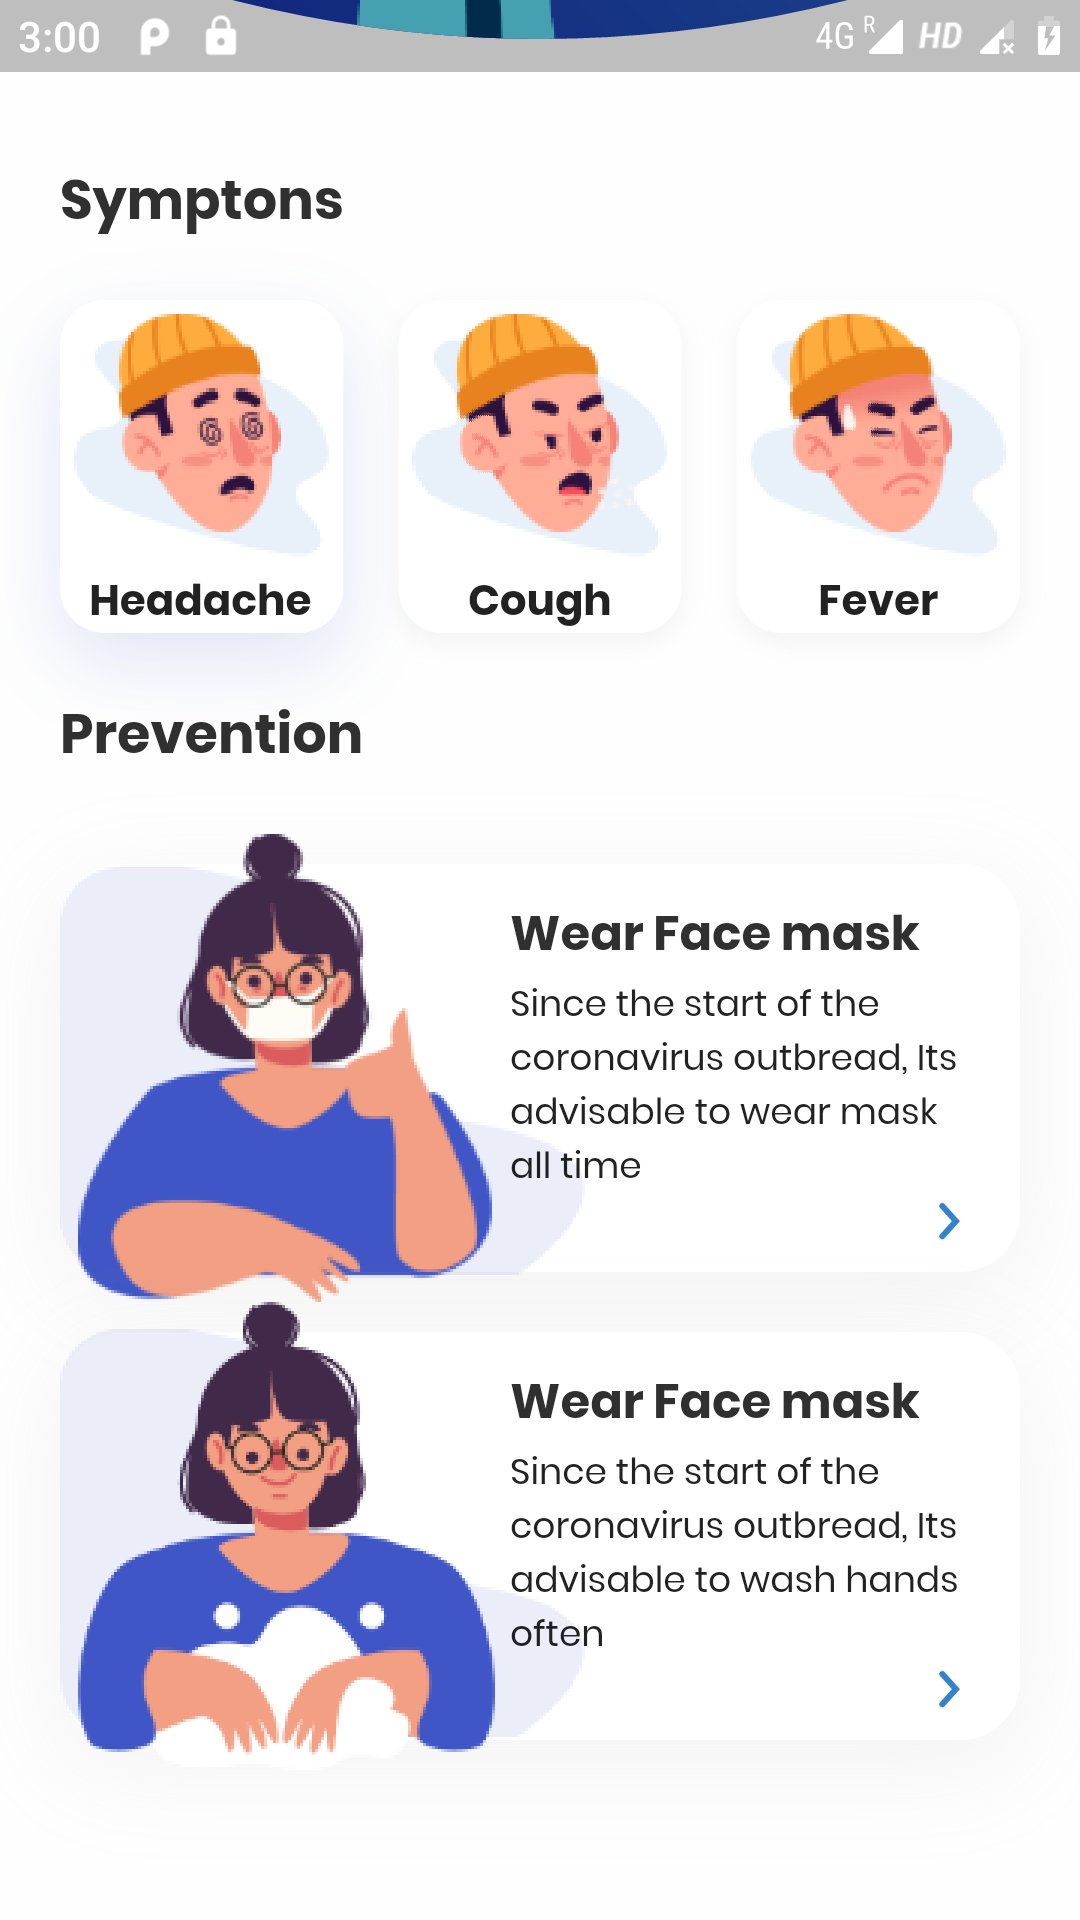 3:00 4G R HD
Symptons
Headache Cough Fever
Prevention
Wear Face mask
Since the start of the
coronavirus outbread, Its
advisable to wear mask
all time
Wear Face mask
Since the start of the
coronavirus outbread, Its
advisable to wash hands
often